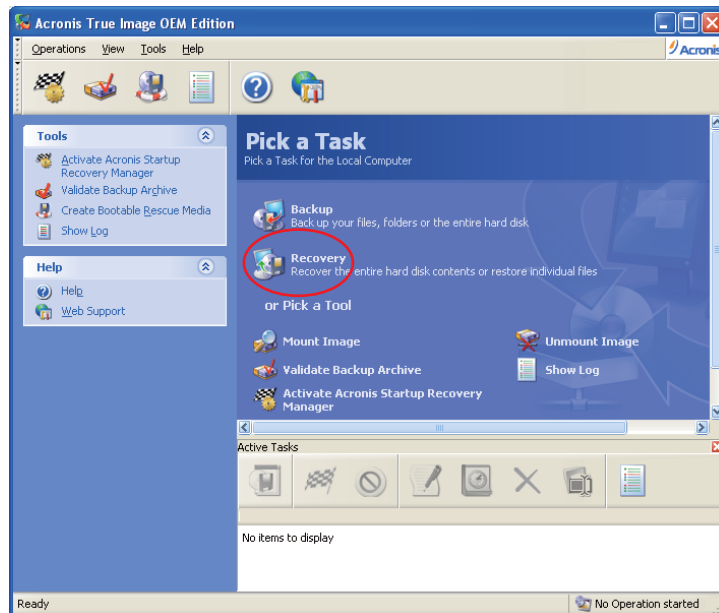 Acronis True Image OEM Edition
Operations View Tools Help
Acronis
Tools
Activate Acronis Startup
Recovery Manager
Validate Backup Archive
Create Bootable Rescue Media
Show Log
Help
Help
Web Support
Pick a Task
Pick a Task for the Local Computer
Backup
Back up your files, folders or the entire hard disk
Recovery
Recover the entire hard disk contents or restore individual files
or Pick a Tool
Mount Image
Unmount Image
Validate Backup Archive
Show Log
Activate Acronis Startup Recovery
Manager
Active Tasks
No items to display
Ready
No Operation started